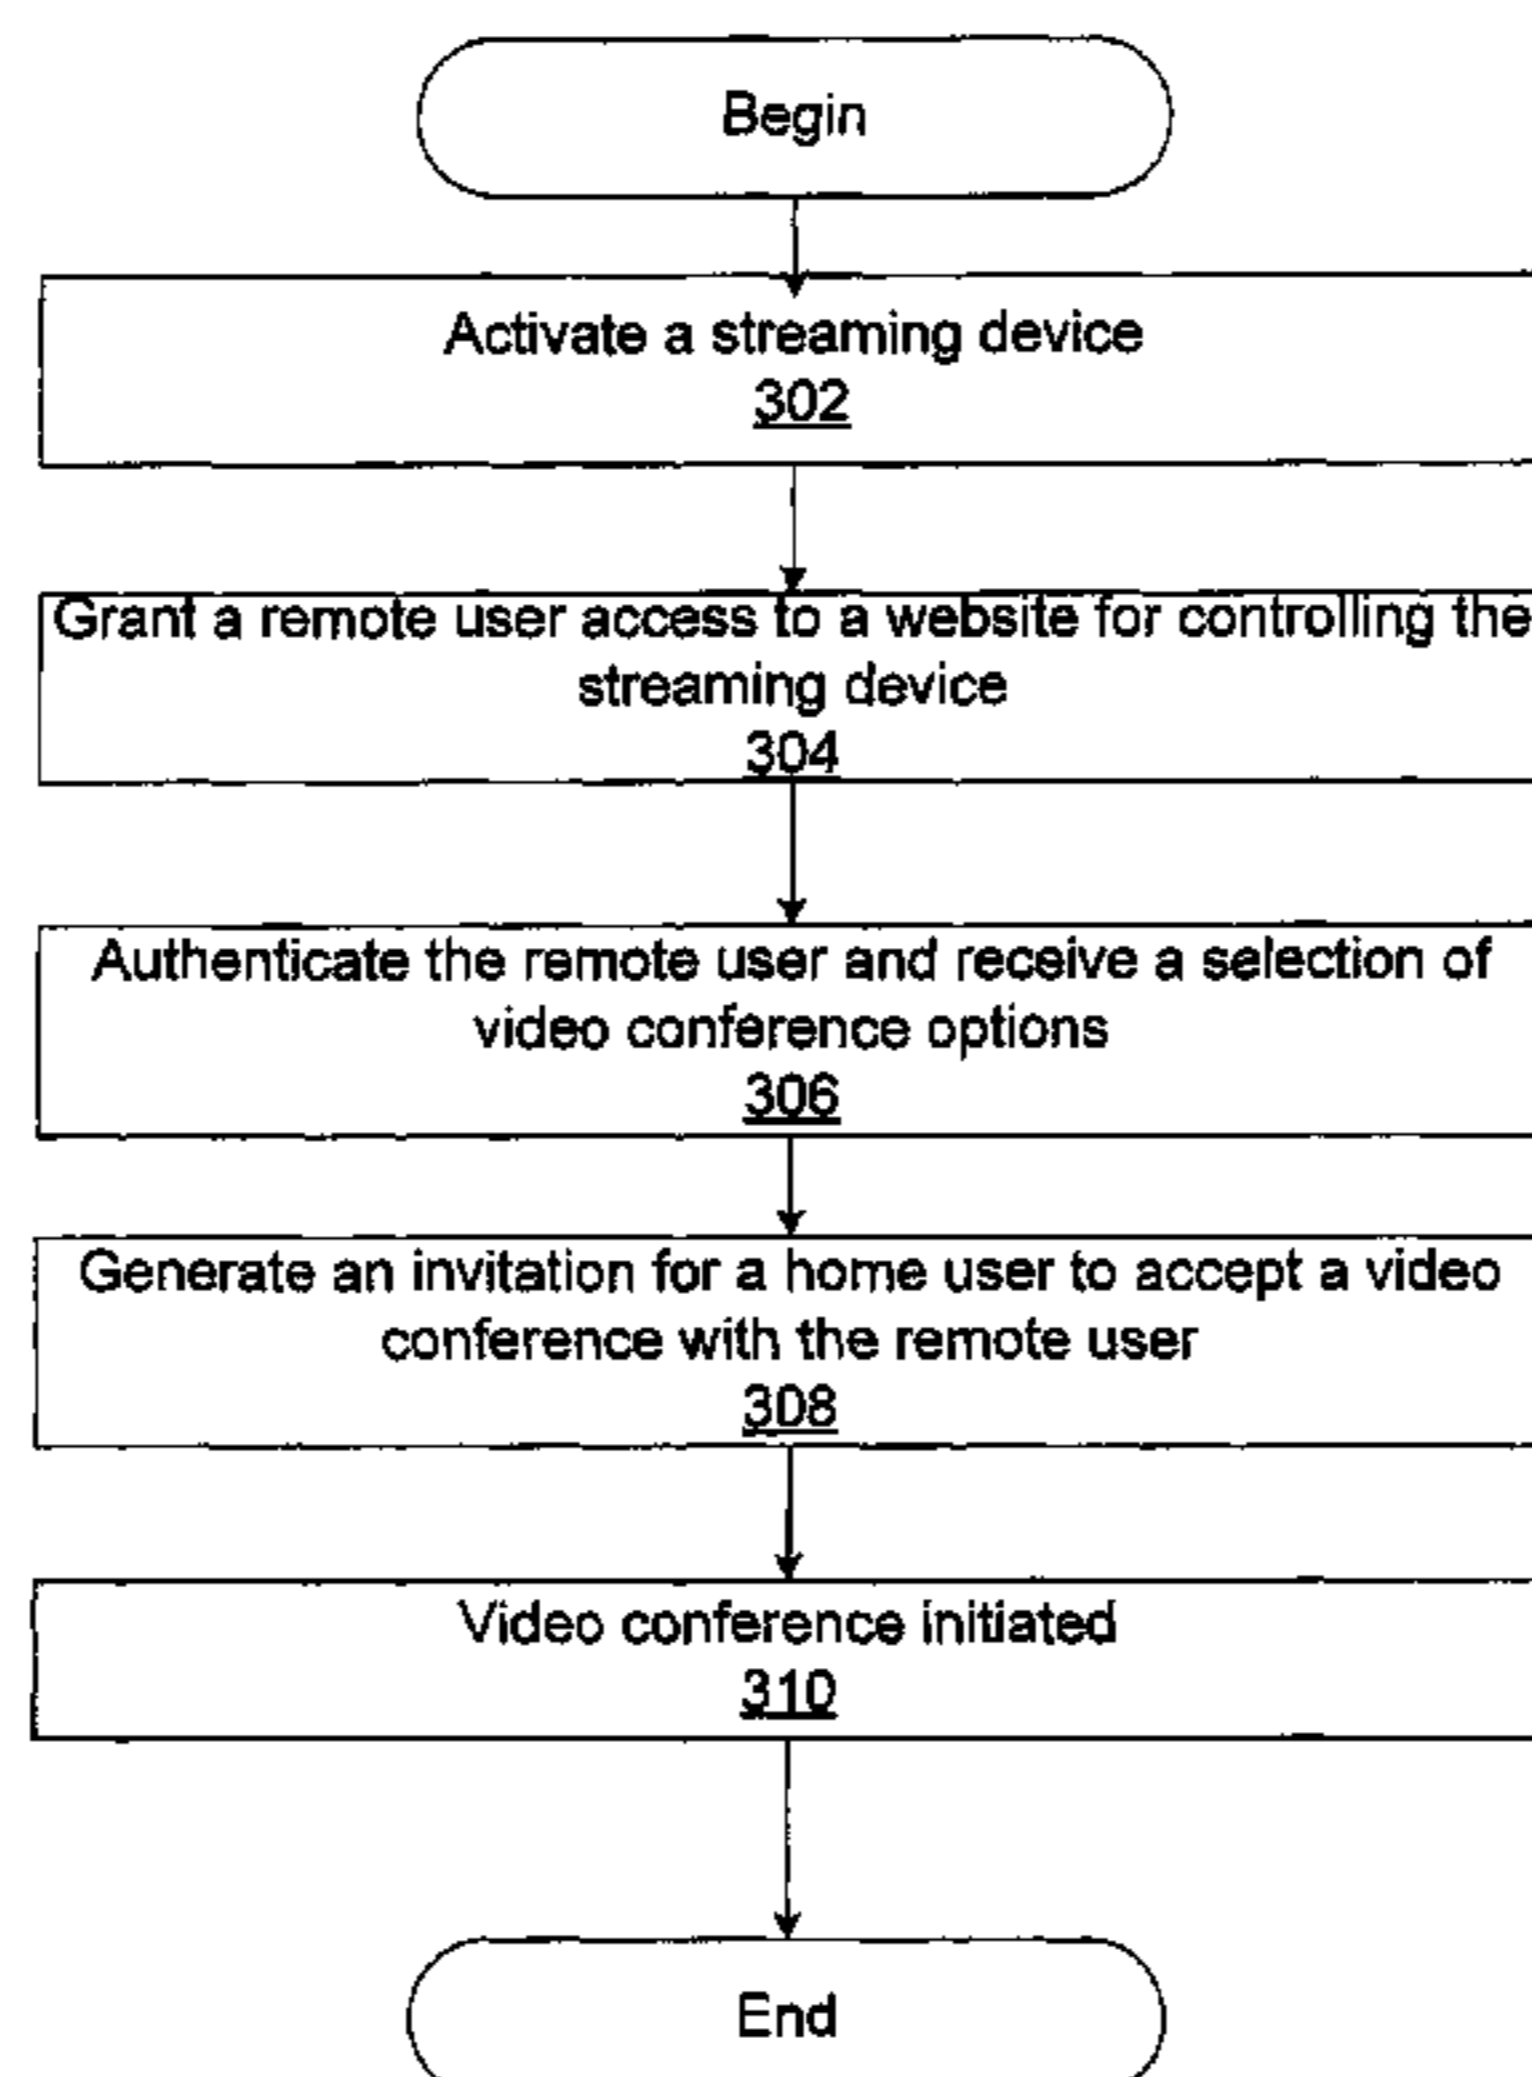 Begin
Activate a streaming device
302
Grant a remote user access to a website for controlling the
streaming device
304
Authenticate the remote user and receive a selection of
video conference options
306
Generate an invitation for a home user to accept a video
conference with the remote user
308
Video conference initiated
310
End